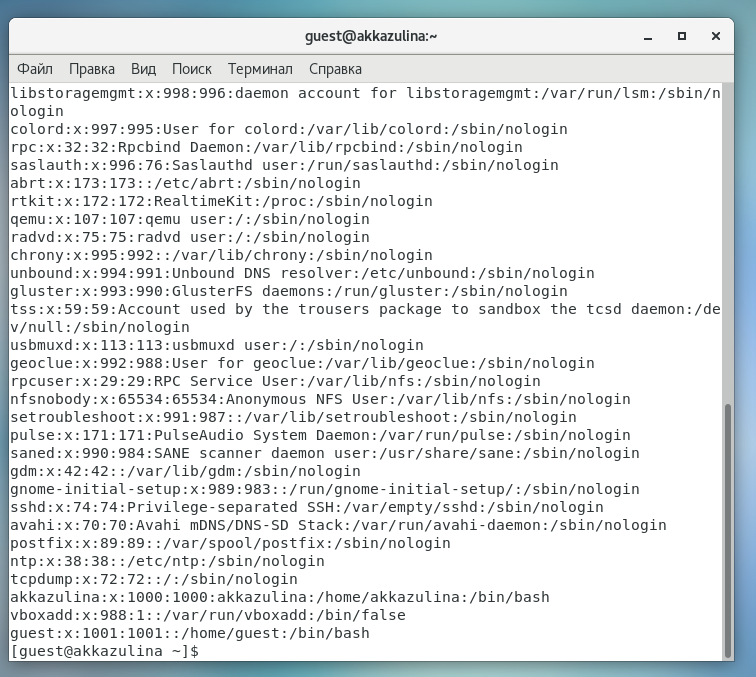 guest@akkazulina:~
Файл Правка Вид Поиск Терминал Справка
libstoragemgmt:x:998:996:daemon account for libstoragemgmt:/var/run/lsm:/sbin/n
ologin
colord:x:997:995:User for colord:/var/lib/colord:/sbin/nologin
rpc:x:32:32:Rpcbind Daemon:/var/lib/rpcbind:/sbin/nologin
saslauth:x:996:76:Saslauthd user:/run/saslauthd:/sbin/nologin
abrt:x:173:173::/etc/abrt:/sbin/nologin
rtkit:x:172:172:RealtimeKit:/proc:/sbin/nologin
qemu:x:107:107:qemu user:/:/sbin/nologin
radvd:x:75:75:radvd user:/:/sbin/nologin
chrony:x:995:992::/var/lib/chrony:/sbin/nologin
unbound:x:994:991:Unbound DNS resolver:/etc/unbound:/sbin/nologin
gluster:x:993:990:GlusterFS daemons:/run/gluster:/sbin/nologin
tss:x:59:59:Account used by the trousers package to sandbox the tcsd daemon:/de
v/null:/sbin/nologin
usbmuxd:x:113:113:usbmuxd user:/:/sbin/nologin
geoclue:x:992:988:User for geoclue:/var/lib/geoclue:/sbin/nologin
rpcuser:x:29:29:RPC Service User:/var/lib/nfs:/sbin/nologin
nfsnobody:x:65534:65534:Anonymous NFS User:/var/lib/nfs:/sbin/nologin
setroubleshoot:x:991:987::/var/lib/setroubleshoot:/sbin/nologin
pulse:x:171:171:PulseAudio System Daemon:/var/run/pulse:/sbin/nologin
saned:x:990:984:SANE scanner daemon user:/usr/share/sane:/sbin/nologin
gdm:x:42:42::/var/lib/gdm:/sbin/nologin
gnome-initial-setup:x:989:983::/run/gnome-initial-setup/:/sbin/nologin
sshd:x:74:74:Privilege-separated SSH:/var/empty/sshd:/sbin/nologin
avahi:x:70:70:Avahi mDNS/DNS-SD Stack:/var/run/avahi-daemon:/sbin/nologin
postfix:x:89:89::/var/spool/postfix:/sbin/nologin
ntp:x:38:38::/etc/ntp:/sbin/nologin
tcpdump:x:72:72::/:/sbin/nologin
akkazulina:x:1000:1000:akkazulina:/home/akkazulina:/bin/bash
vboxadd:x:988:1::/var/run/vboxadd:/bin/false
guest:x:1001:1001::/home/guest:/bin/bash
[guest@akkazulina ~]$